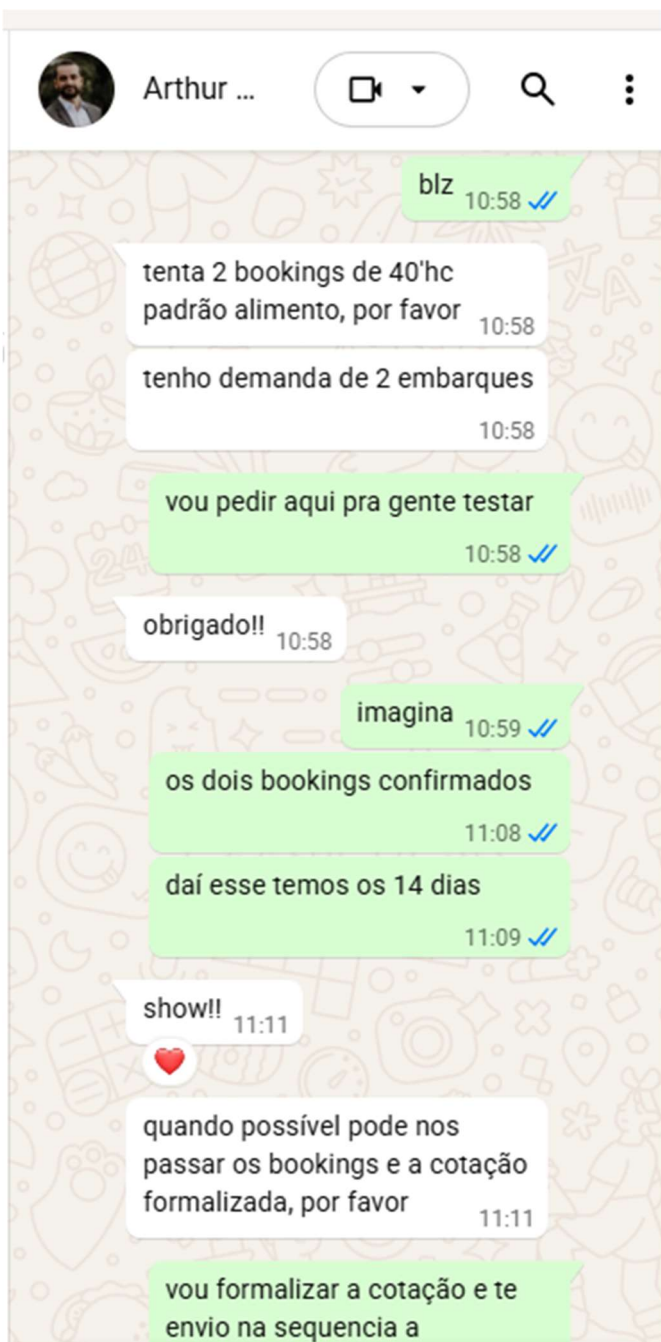 Arthur ...
blz
10:58
tenta 2 bookings de 40'hc
padrão alimento, por favor
10:58
tenho demanda de 2 embarques
10:58
vou pedir aqui pra gente testar
10:58
obrigado!!
10:58
imagina
10:59
os dois bookings confirmados
11:08
daí esse temos os 14 dias
11:09
show!!
11:11
quando possível pode nos
passar os bookings e a cotação
formalizada, por favor
11:11
vou formalizar a cotação e te
envio na sequencia a